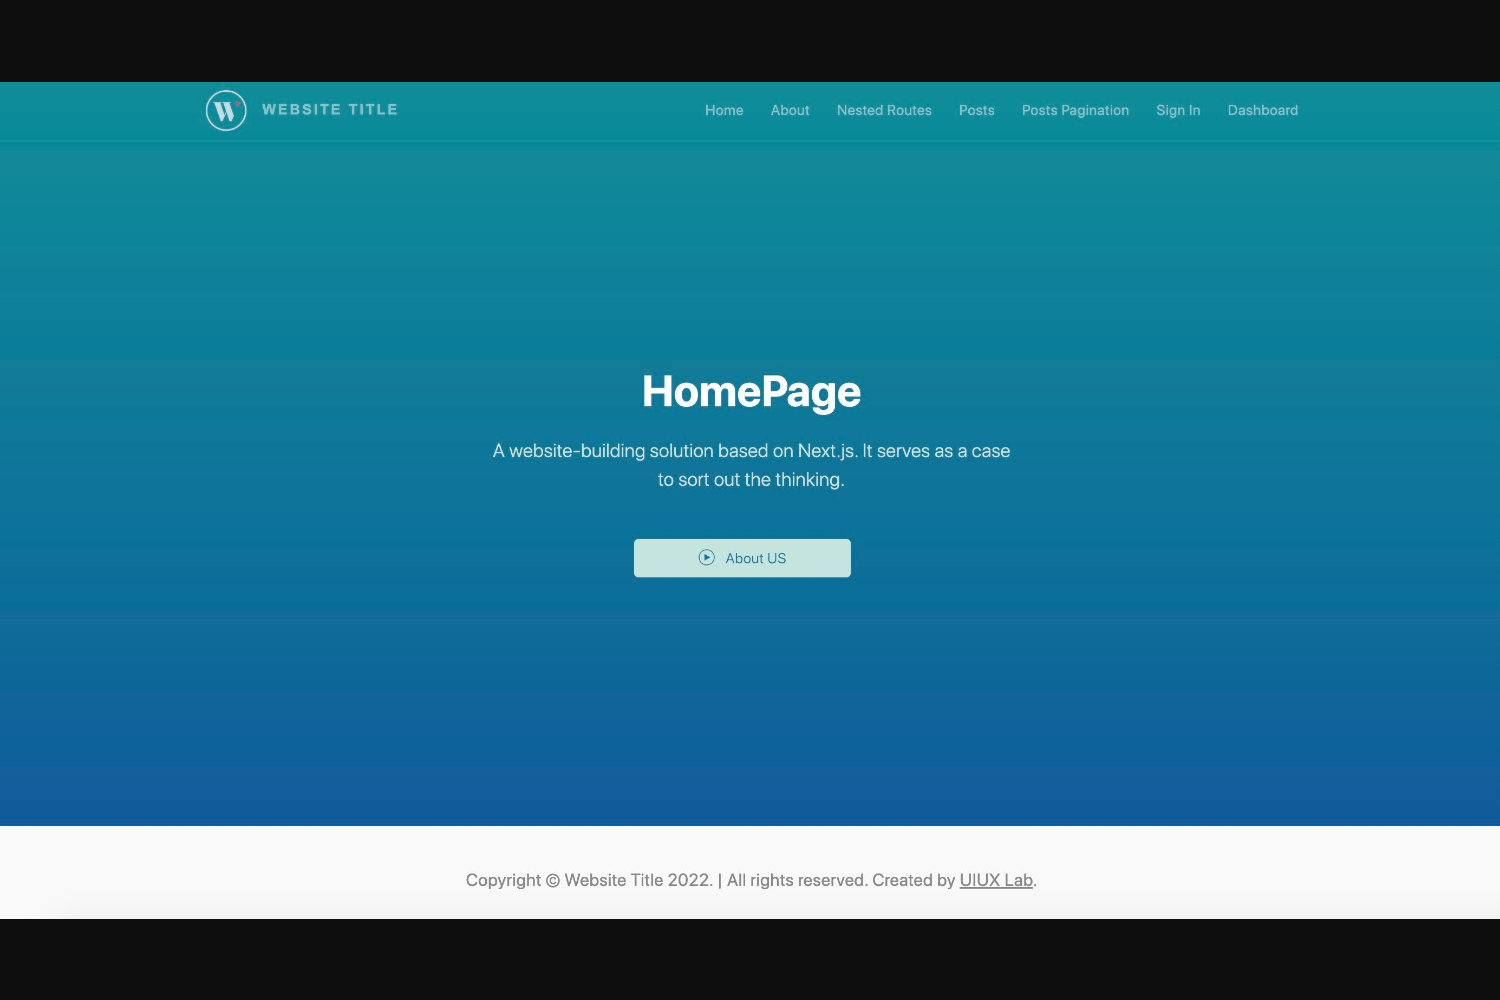 W WEBSITE TITLE Home About Nested Routes Posts Posts Pagination Sign In Dashboard
HomePage
A website-building solution based on Next.js. It serves as a case
to sort out the thinking.
About US
Copyright © Website Title 2022. | All rights reserved. Created by UIUX Lab.